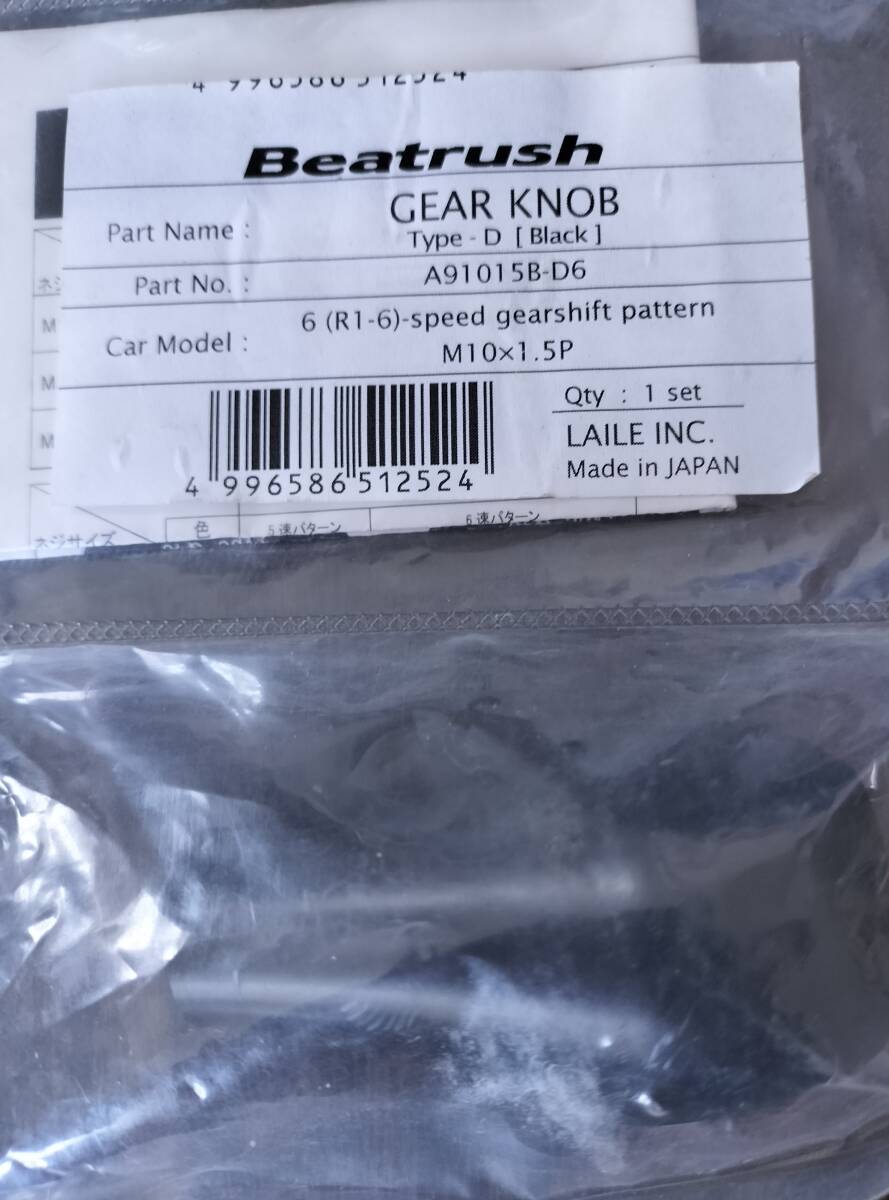 4 996586 512524
Beatrush
Part Name :
GEAR KNOB
Type - D [ Black ]
Part No. :
A91015B-D6
Car Model :
6 (R1-6)-speed gearshift pattern
M10×1.5P
Qty : 1 set
LAILE INC.
Made in JAPAN
4 996586 512524
ネジ
M
M
M
ネジサイズ
色
5速パターン
6速パターン